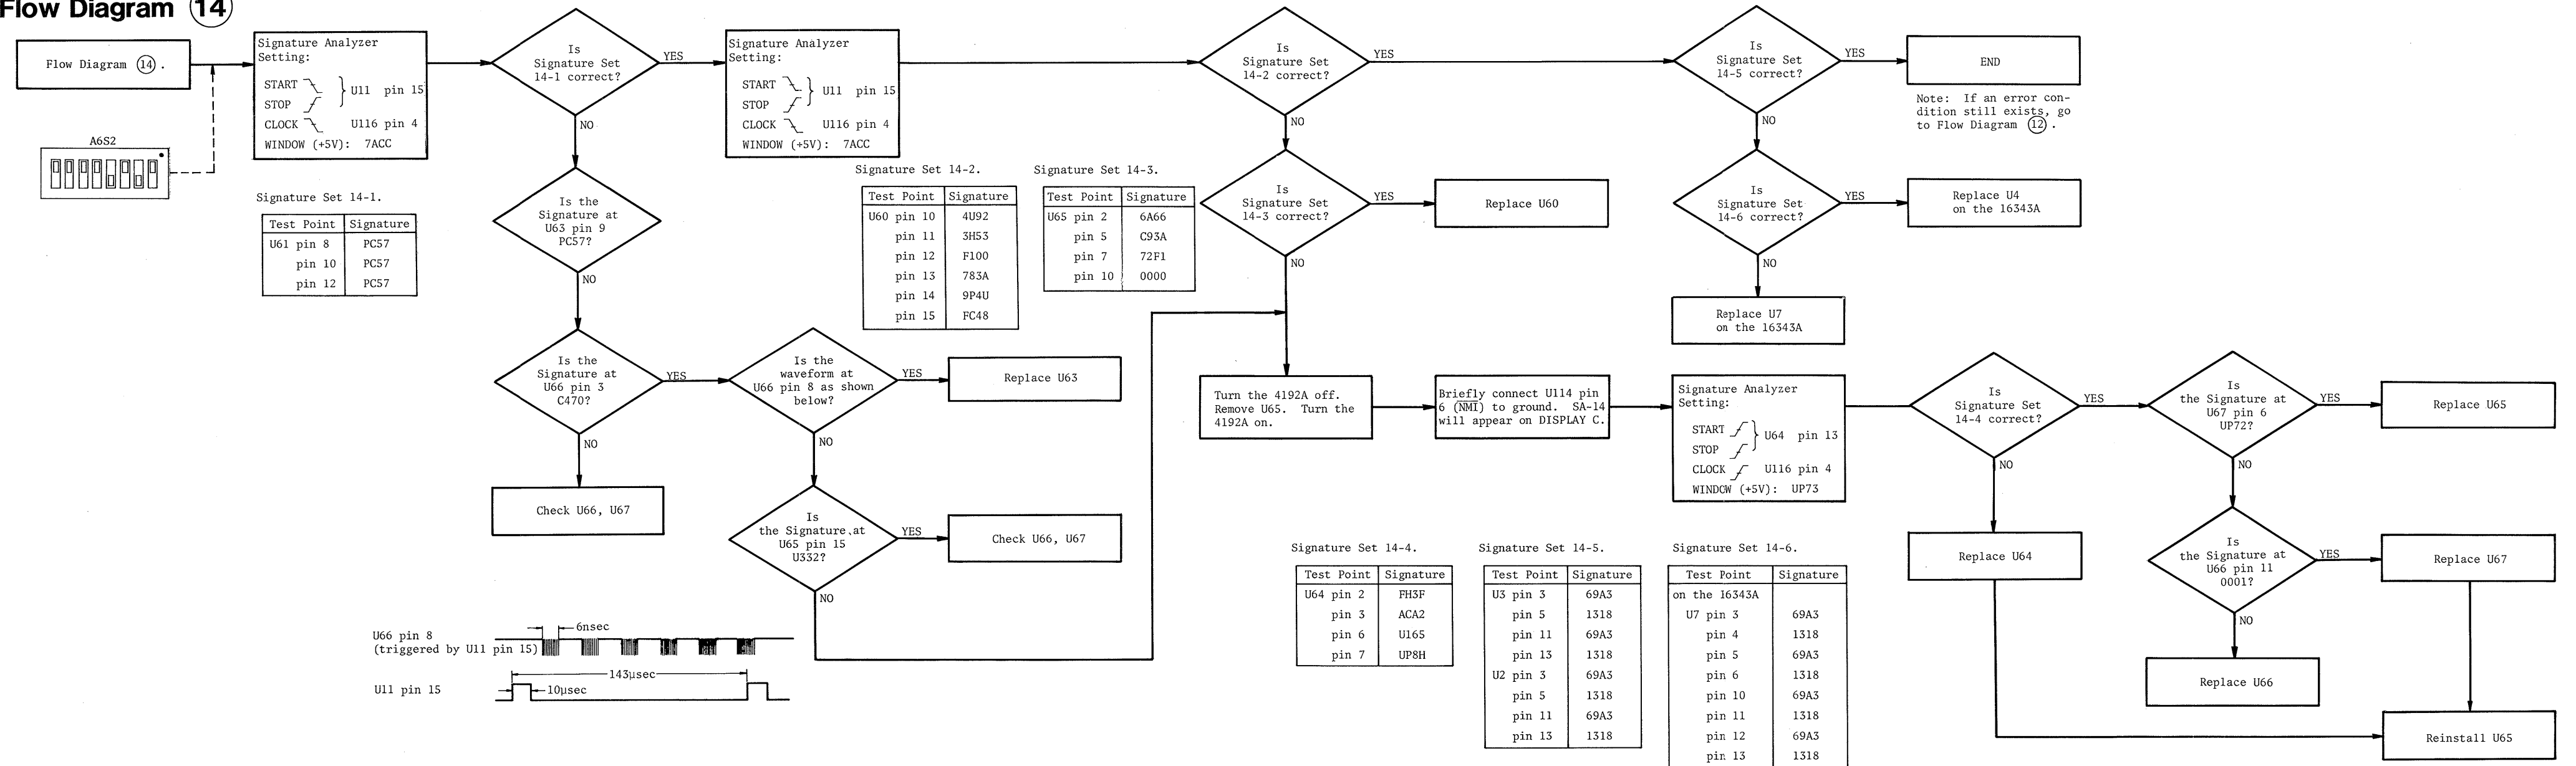 Flow Diagram 14
Flow Diagram 14 .
A6S2
Signature Analyzer
Setting:
START
STOP
U11 pin 15
CLOCK U116 pin 4
WINDOW (+5V): 7ACC
Signature Set 14-1.
Test Point Signature
U61 pin 8 PC57
pin 10 PC57
pin 12 PC57
Is
Signature Set
14-1 correct?
YES
NO
Is the
Signature at
U63 pin 9
PC57?
NO
Is the
Signature at
U66 pin 3
C470?
YES
NO
Check U66, U67
Signature Analyzer
Setting:
START
STOP
U11 pin 15
CLOCK U116 pin 4
WINDOW (+5V): 7ACC
Is the
waveform at
U66 pin 8 as shown
below?
YES
NO
Replace U63
Is
the Signature at
U65 pin 15
U332?
YES
NO
Check U66, U67
U66 pin 8
(triggered by U11 pin 15)
6nsec
143μsec
U11 pin 15
10μsec
Signature Set 14-2.
Test Point Signature
U60 pin 10 4U92
pin 11 3H53
pin 12 F100
pin 13 783A
pin 14 9P4U
pin 15 FC48
Signature Set 14-3.
Test Point Signature
U65 pin 2 6A66
pin 5 C93A
pin 7 72F1
pin 10 0000
Is
Signature Set
14-2 correct?
YES
NO
Is
Signature Set
14-3 correct?
YES
NO
Replace U60
Turn the 4192A off.
Remove U65. Turn the
4192A on.
Briefly connect U114 pin
6 (NMI) to ground. SA-14
will appear on DISPLAY C.
Signature Analyzer
Setting:
START
STOP
U64 pin 13
CLOCK U116 pin 4
WINDOW (+5V): UP73
Is
Signature Set
14-5 correct?
YES
NO
END
Note: If an error con-
dition still exists, go
to Flow Diagram 12 .
Is
Signature Set
14-6 correct?
YES
NO
Replace U4
on the 16343A
Replace U7
on the 16343A
Is
Signature Set
14-4 correct?
YES
NO
Replace U64
Is
the Signature at
U67 pin 6
UP72?
YES
NO
Replace U65
Is
the Signature at
U66 pin 11
0001?
YES
NO
Replace U67
Replace U66
Reinstall U65
Signature Set 14-4.
Test Point Signature
U64 pin 2 FH3F
pin 3 ACA2
pin 6 U165
pin 7 UP8H
Signature Set 14-5.
Test Point Signature
U3 pin 3 69A3
pin 5 1318
pin 11 69A3
pin 13 1318
U2 pin 3 69A3
pin 5 1318
pin 11 69A3
pin 13 1318
Signature Set 14-6.
Test Point Signature
on the 16343A
U7 pin 3 69A3
pin 4 1318
pin 5 69A3
pin 6 1318
pin 10 69A3
pin 11 1318
pin 12 69A3
pin 13 1318